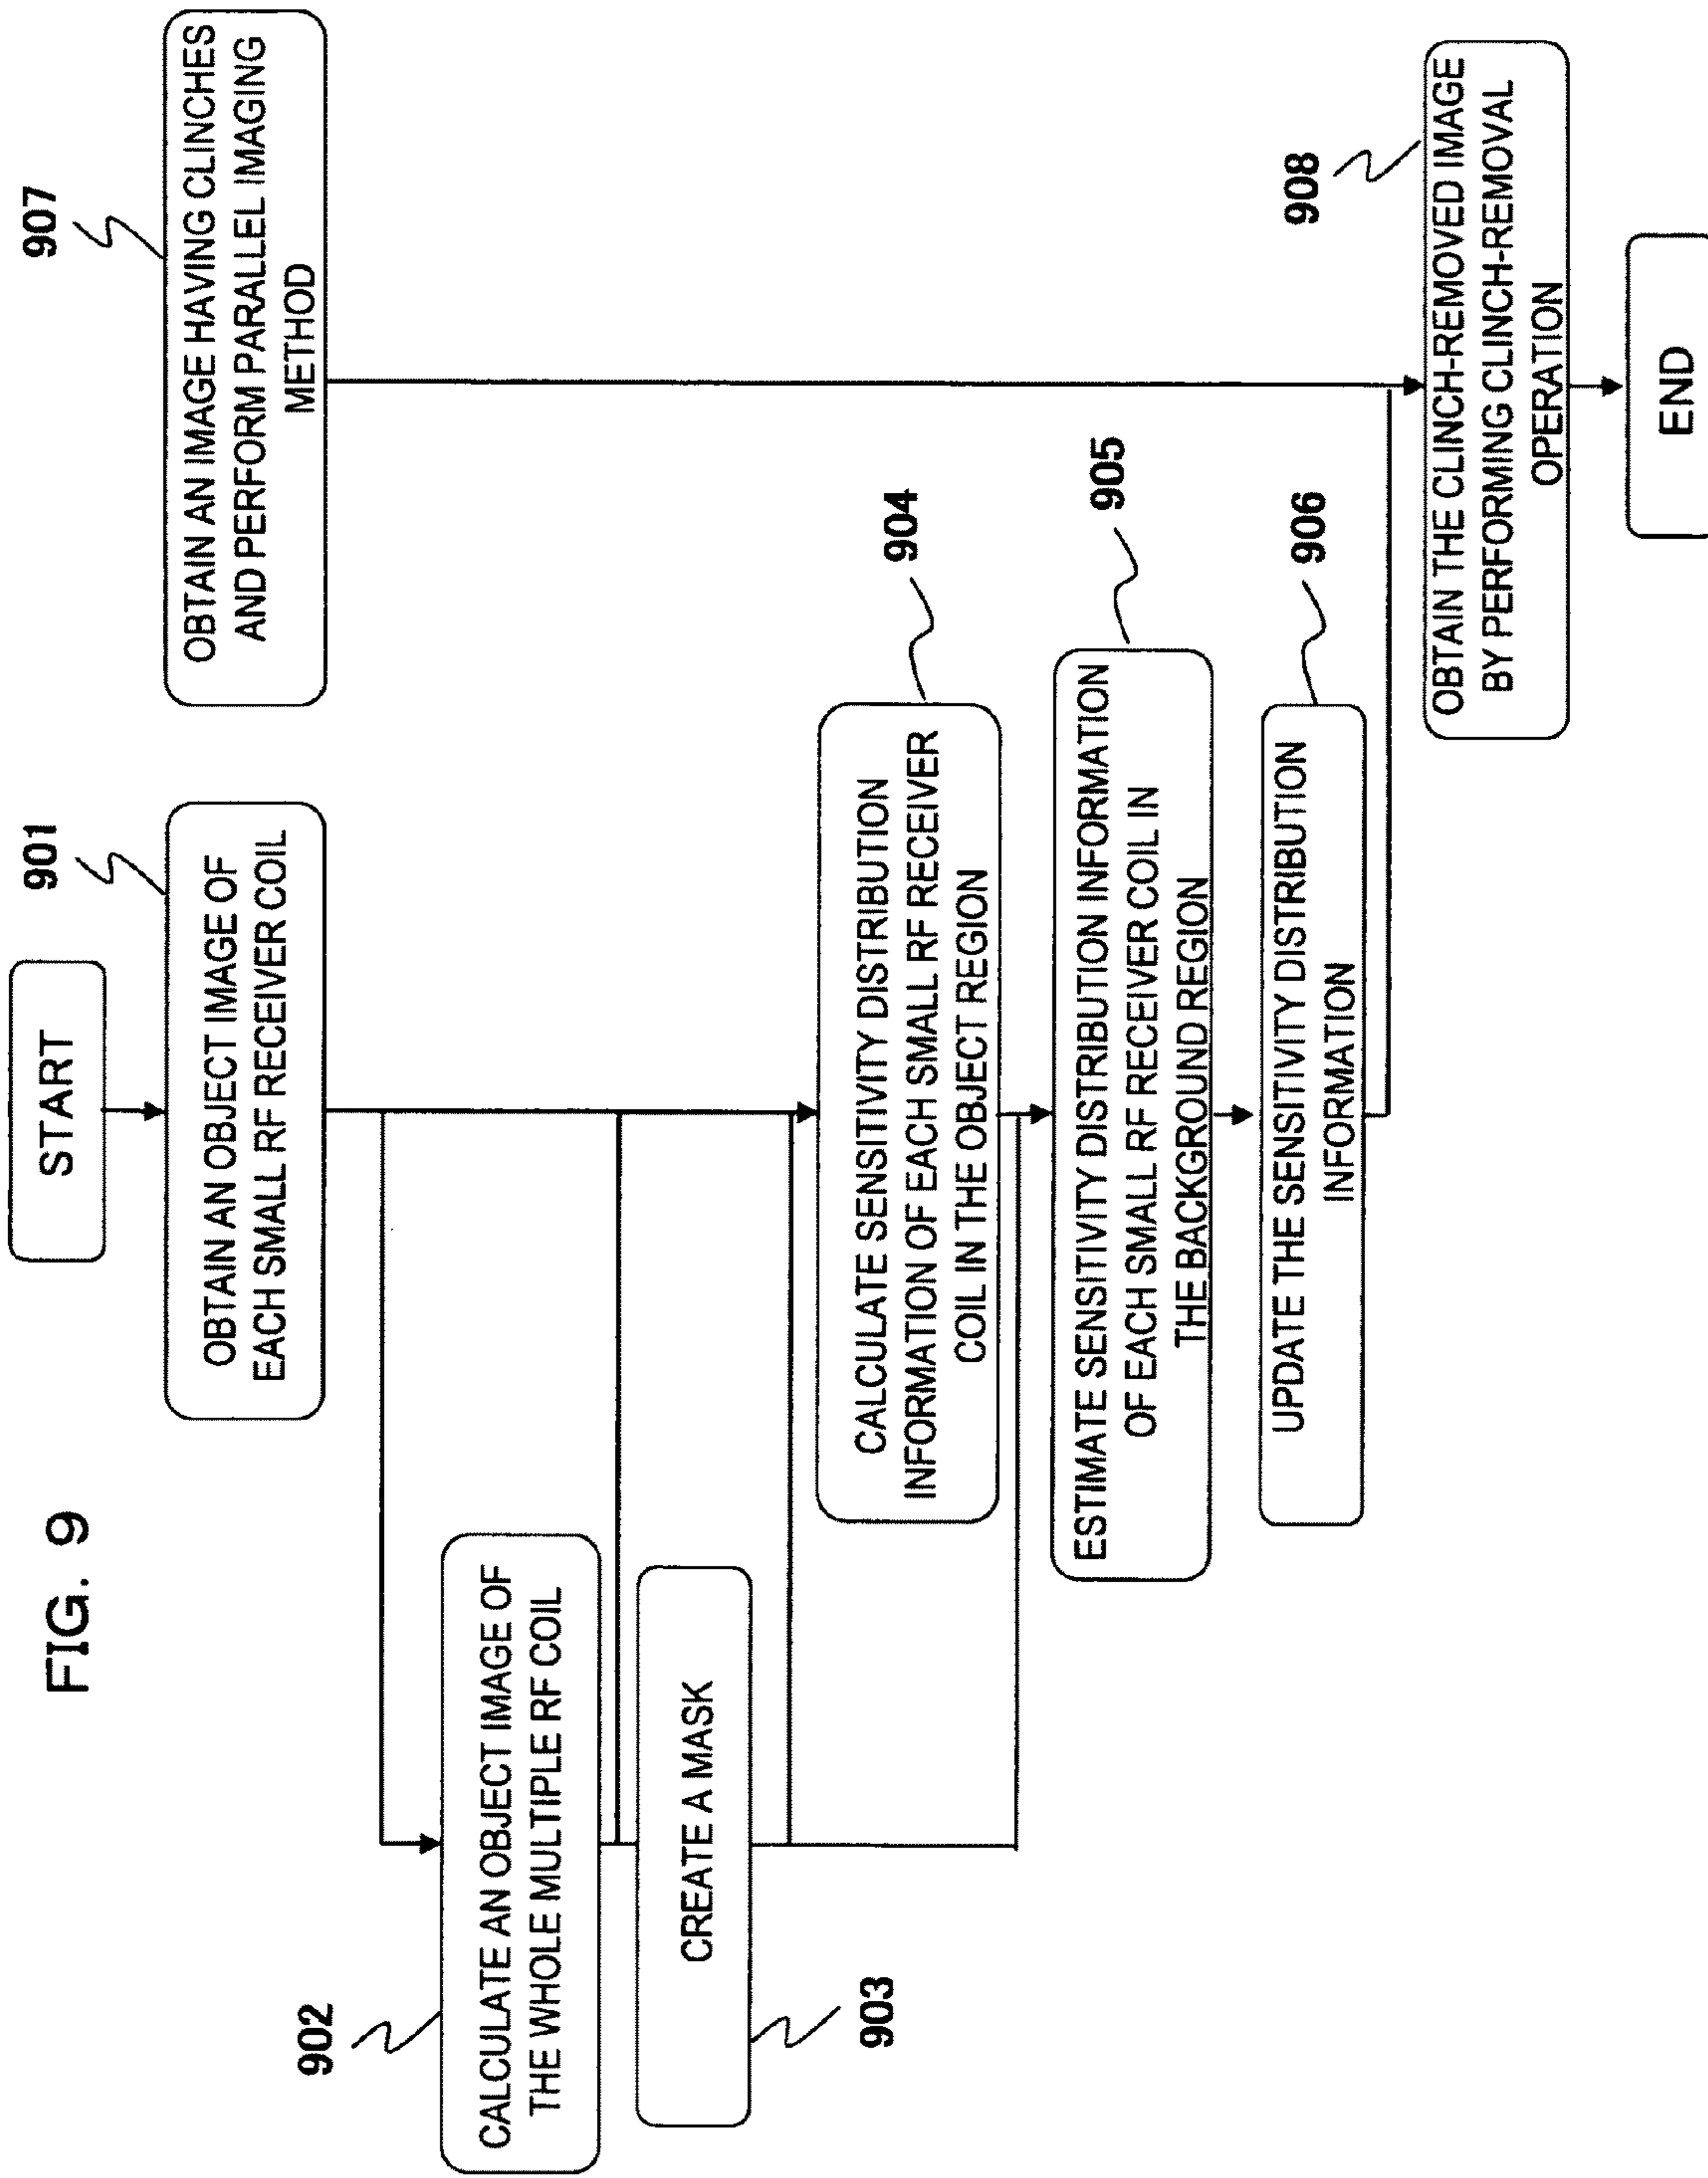 FIG. 9
START
901
OBTAIN AN OBJECT IMAGE OF
EACH SMALL RF RECEIVER COIL
907
OBTAIN AN IMAGE HAVING CLINCHES
AND PERFORM PARALLEL IMAGING
METHOD
902
CALCULATE AN OBJECT IMAGE OF
THE WHOLE MULTIPLE RF COIL
903
CREATE A MASK
904
CALCULATE SENSITIVITY DISTRIBUTION
INFORMATION OF EACH SMALL RF RECEIVER
COIL IN THE OBJECT REGION
905
ESTIMATE SENSITIVITY DISTRIBUTION INFORMATION
OF EACH SMALL RF RECEIVER COIL IN
THE BACKGROUND REGION
906
UPDATE THE SENSITIVITY DISTRIBUTION
INFORMATION
908
OBTAIN THE CLINCH-REMOVED IMAGE
BY PERFORMING CLINCH-REMOVAL
OPERATION
END